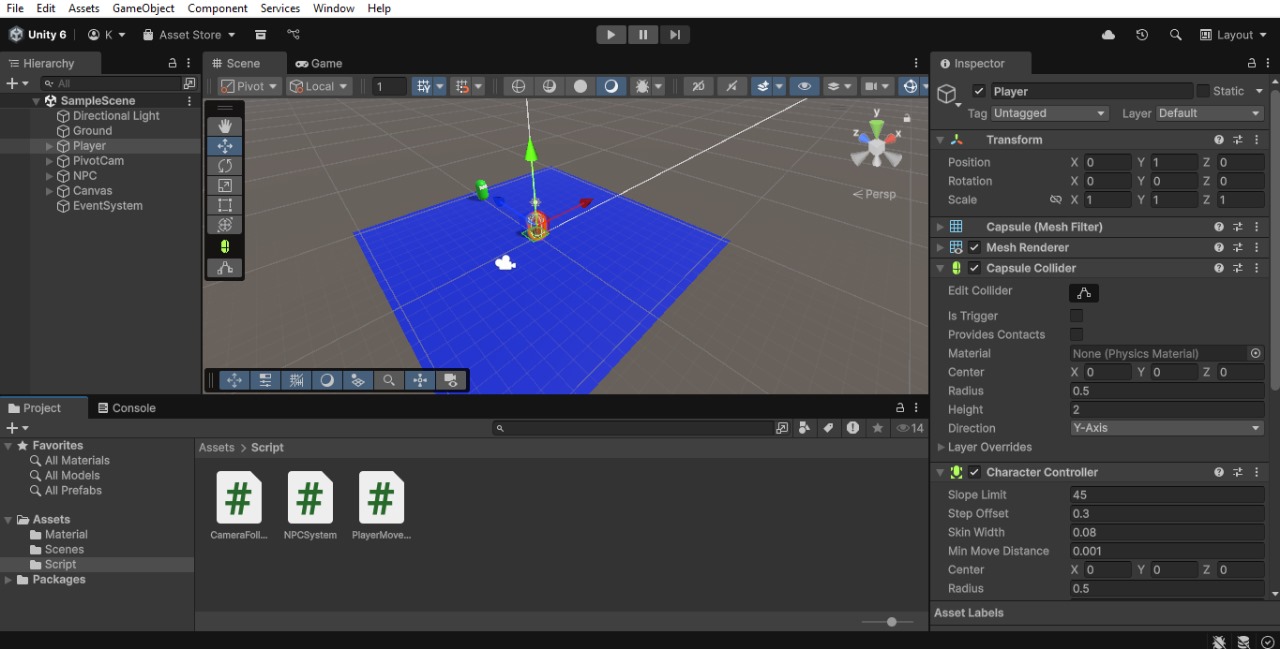 File Edit Assets GameObject Component Services Window Help
Unity 6 K Asset Store Layout
Hierarchy
All
SampleScene
Directional Light
Ground
Player
PivotCam
NPC
Canvas
EventSystem
Scene Game
Pivot Local 1 2D
y
z x
Persp
Inspector
Player Static
Tag Untagged Layer Default
Transform
Position X 0 Y 1 Z 0
Rotation X 0 Y 0 Z 0
Scale X 1 Y 1 Z 1
Capsule (Mesh Filter)
Mesh Renderer
Capsule Collider
Edit Collider
Is Trigger
Provides Contacts
Material None (Physics Material)
Center X 0 Y 0 Z 0
Radius 0.5
Height 2
Direction Y-Axis
Layer Overrides
Character Controller
Slope Limit 45
Step Offset 0.3
Skin Width 0.08
Min Move Distance 0.001
Center X 0 Y 0 Z 0
Radius 0.5
Asset Labels
Project Console
14
Favorites
All Materials
All Models
All Prefabs
Assets
Material
Scenes
Script
Packages
Assets > Script
CameraFoll... NPCSystem PlayerMove...